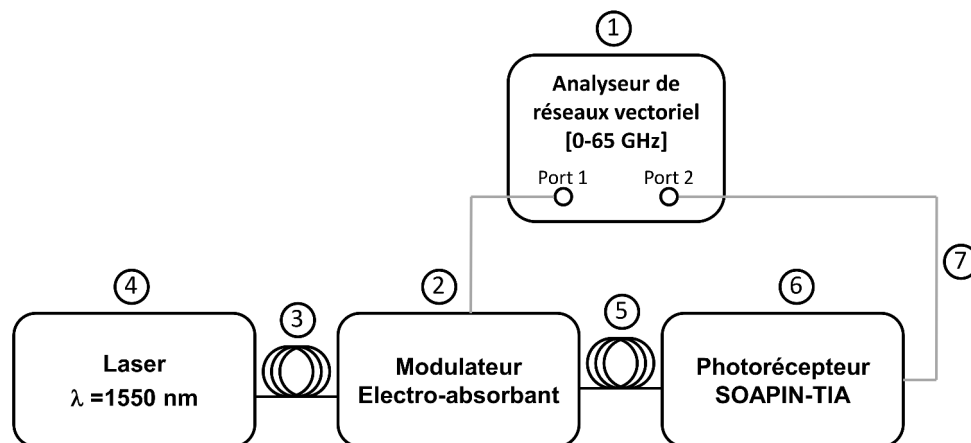 1
Analyseur de
réseaux vectoriel
[0-65 GHz]
Port 1 Port 2
7
4
3
2
5
6
Laser
λ =1550 nm
Modulateur
Electro-absorbant
Photorécepteur
SOAPIN-TIA